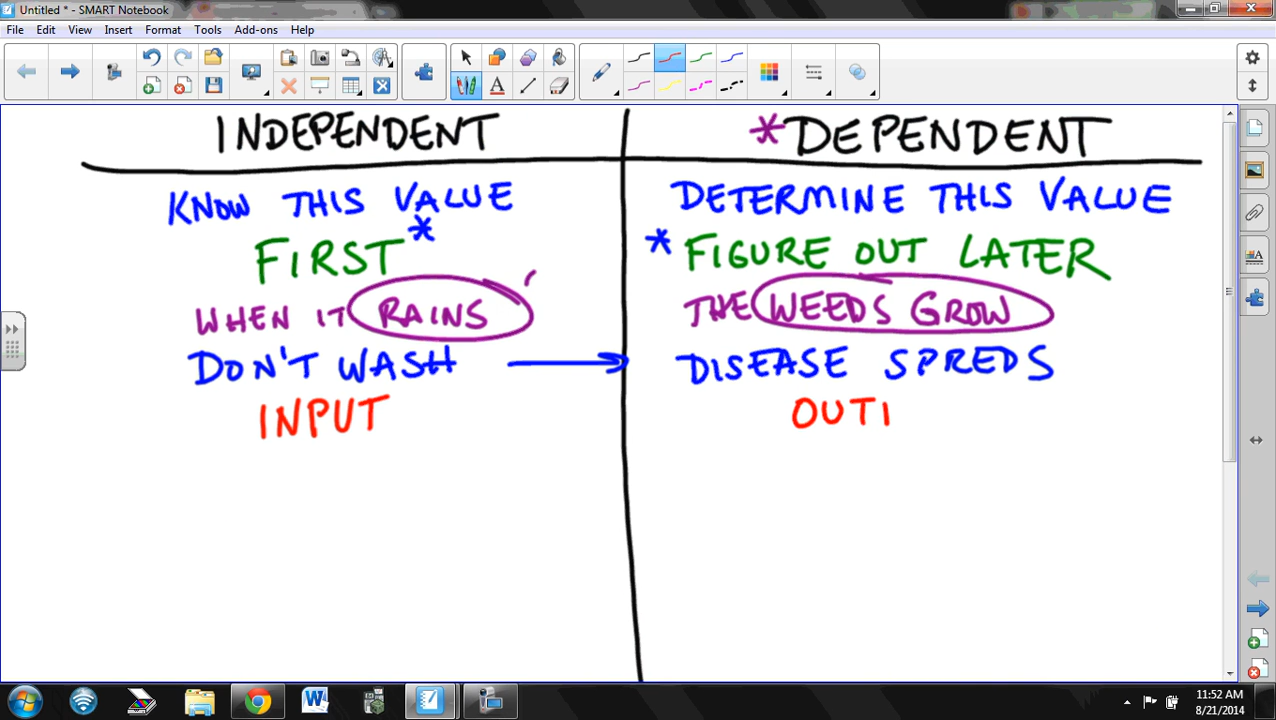 Untitled * - SMART Notebook
File Edit View Insert Format Tools Add-ons Help
INDEPENDENT *DEPENDENT
KNOW THIS VALUE DETERMINE THIS VALUE
* * FIGURE OUT LATER
FIRST
WHEN IT RAINS, THE WEEDS GROW
DON'T WASH → DISEASE SPREDS
INPUT OUTI
11:52 AM
8/21/2014